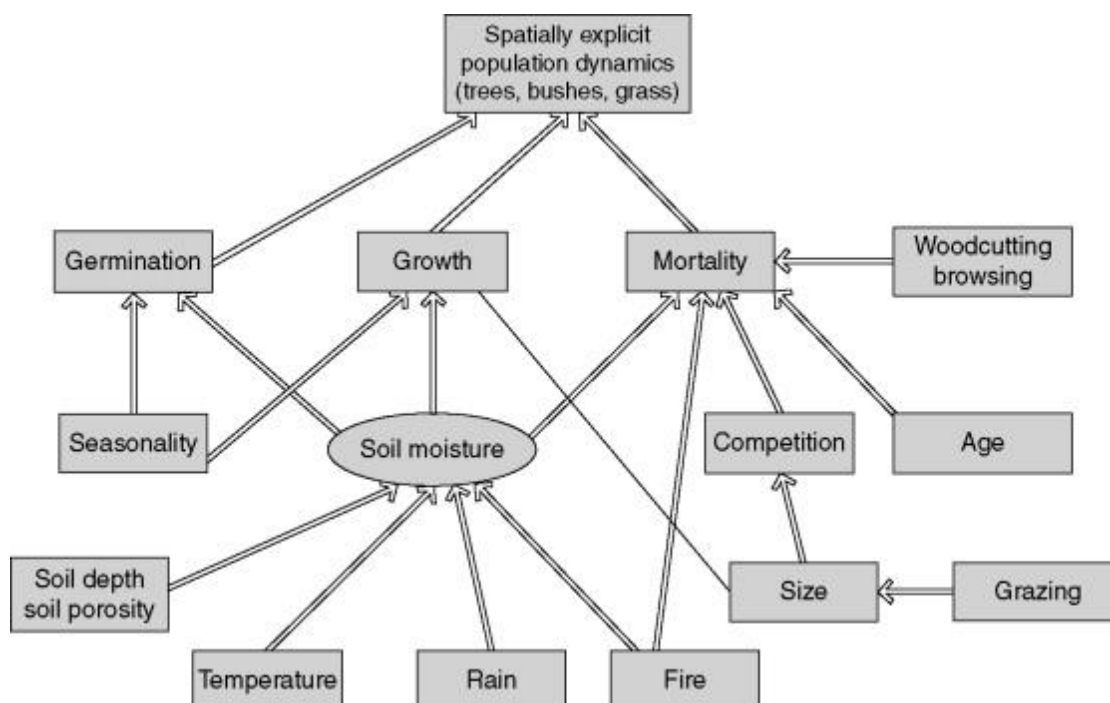 Spatially explicit
population dynamics
(trees, bushes, grass)
Germination
Growth
Mortality
Woodcutting
browsing
Seasonality
Soil moisture
Competition
Age
Soil depth
soil porosity
Size
Grazing
Temperature
Rain
Fire